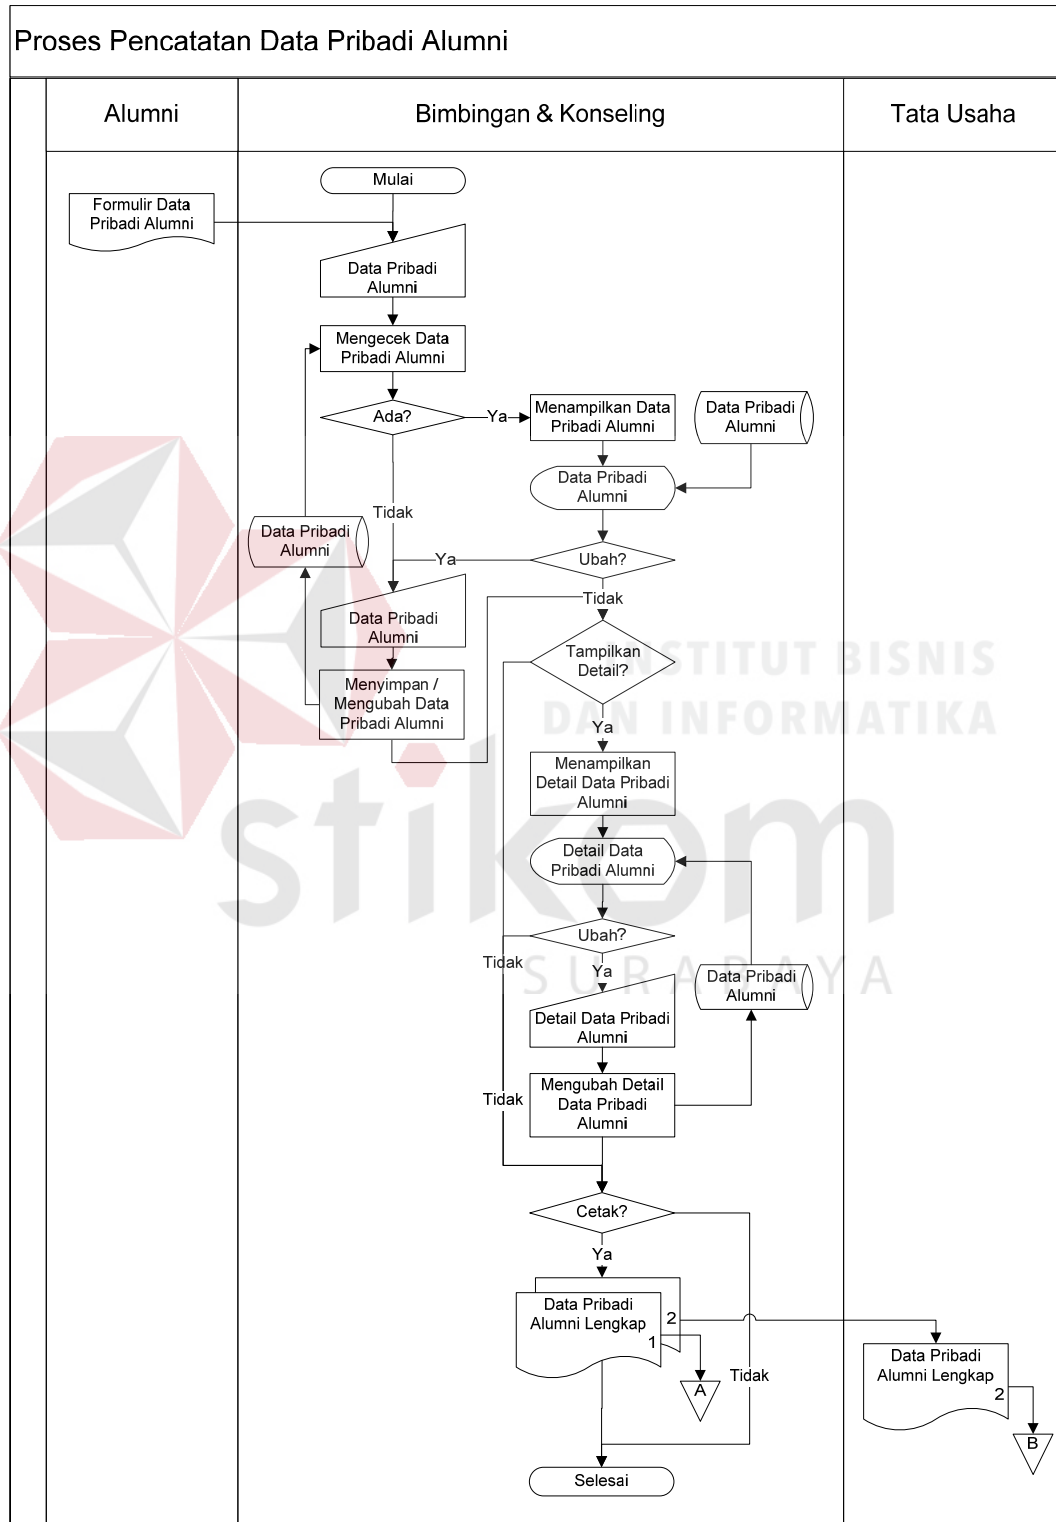 Proses Pencatatan Data Pribadi Alumni
Alumni
Bimbingan & Konseling
Tata Usaha
Mulai
Formulir Data
Pribadi Alumni
Data Pribadi
Alumni
Mengecek Data
Pribadi Alumni
Ada?
Ya
Menampilkan Data
Pribadi Alumni
Data Pribadi
Alumni
Data Pribadi
Alumni
Tidak
Data Pribadi
Alumni
Ya
Ubah?
Tidak
Data Pribadi
Alumni
Tampilkan
Detail?
INSTITUT BISNIS
DAN INFORMATIKA
Menyimpan /
Mengubah Data
Pribadi Alumni
Ya
Menampilkan
Detail Data Pribadi
Alumni
stikom
Detail Data
Pribadi Alumni
Ubah?
Tidak
Ya
SURABAYA
Data Pribadi
Alumni
Detail Data Pribadi
Alumni
Tidak
Mengubah Detail
Data Pribadi
Alumni
Cetak?
Ya
Data Pribadi
Alumni Lengkap
2
1
A
Tidak
Data Pribadi
Alumni Lengkap
2
B
Selesai